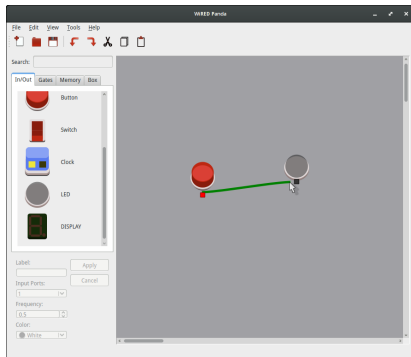 WiRED Panda
File Edit View Tools Help
Search:
In/Out Gates Memory Box
Button
Switch
Clock
LED
DISPLAY
Label:
Apply
Input Ports:
Cancel
1
Frequency:
0.5
Color:
White